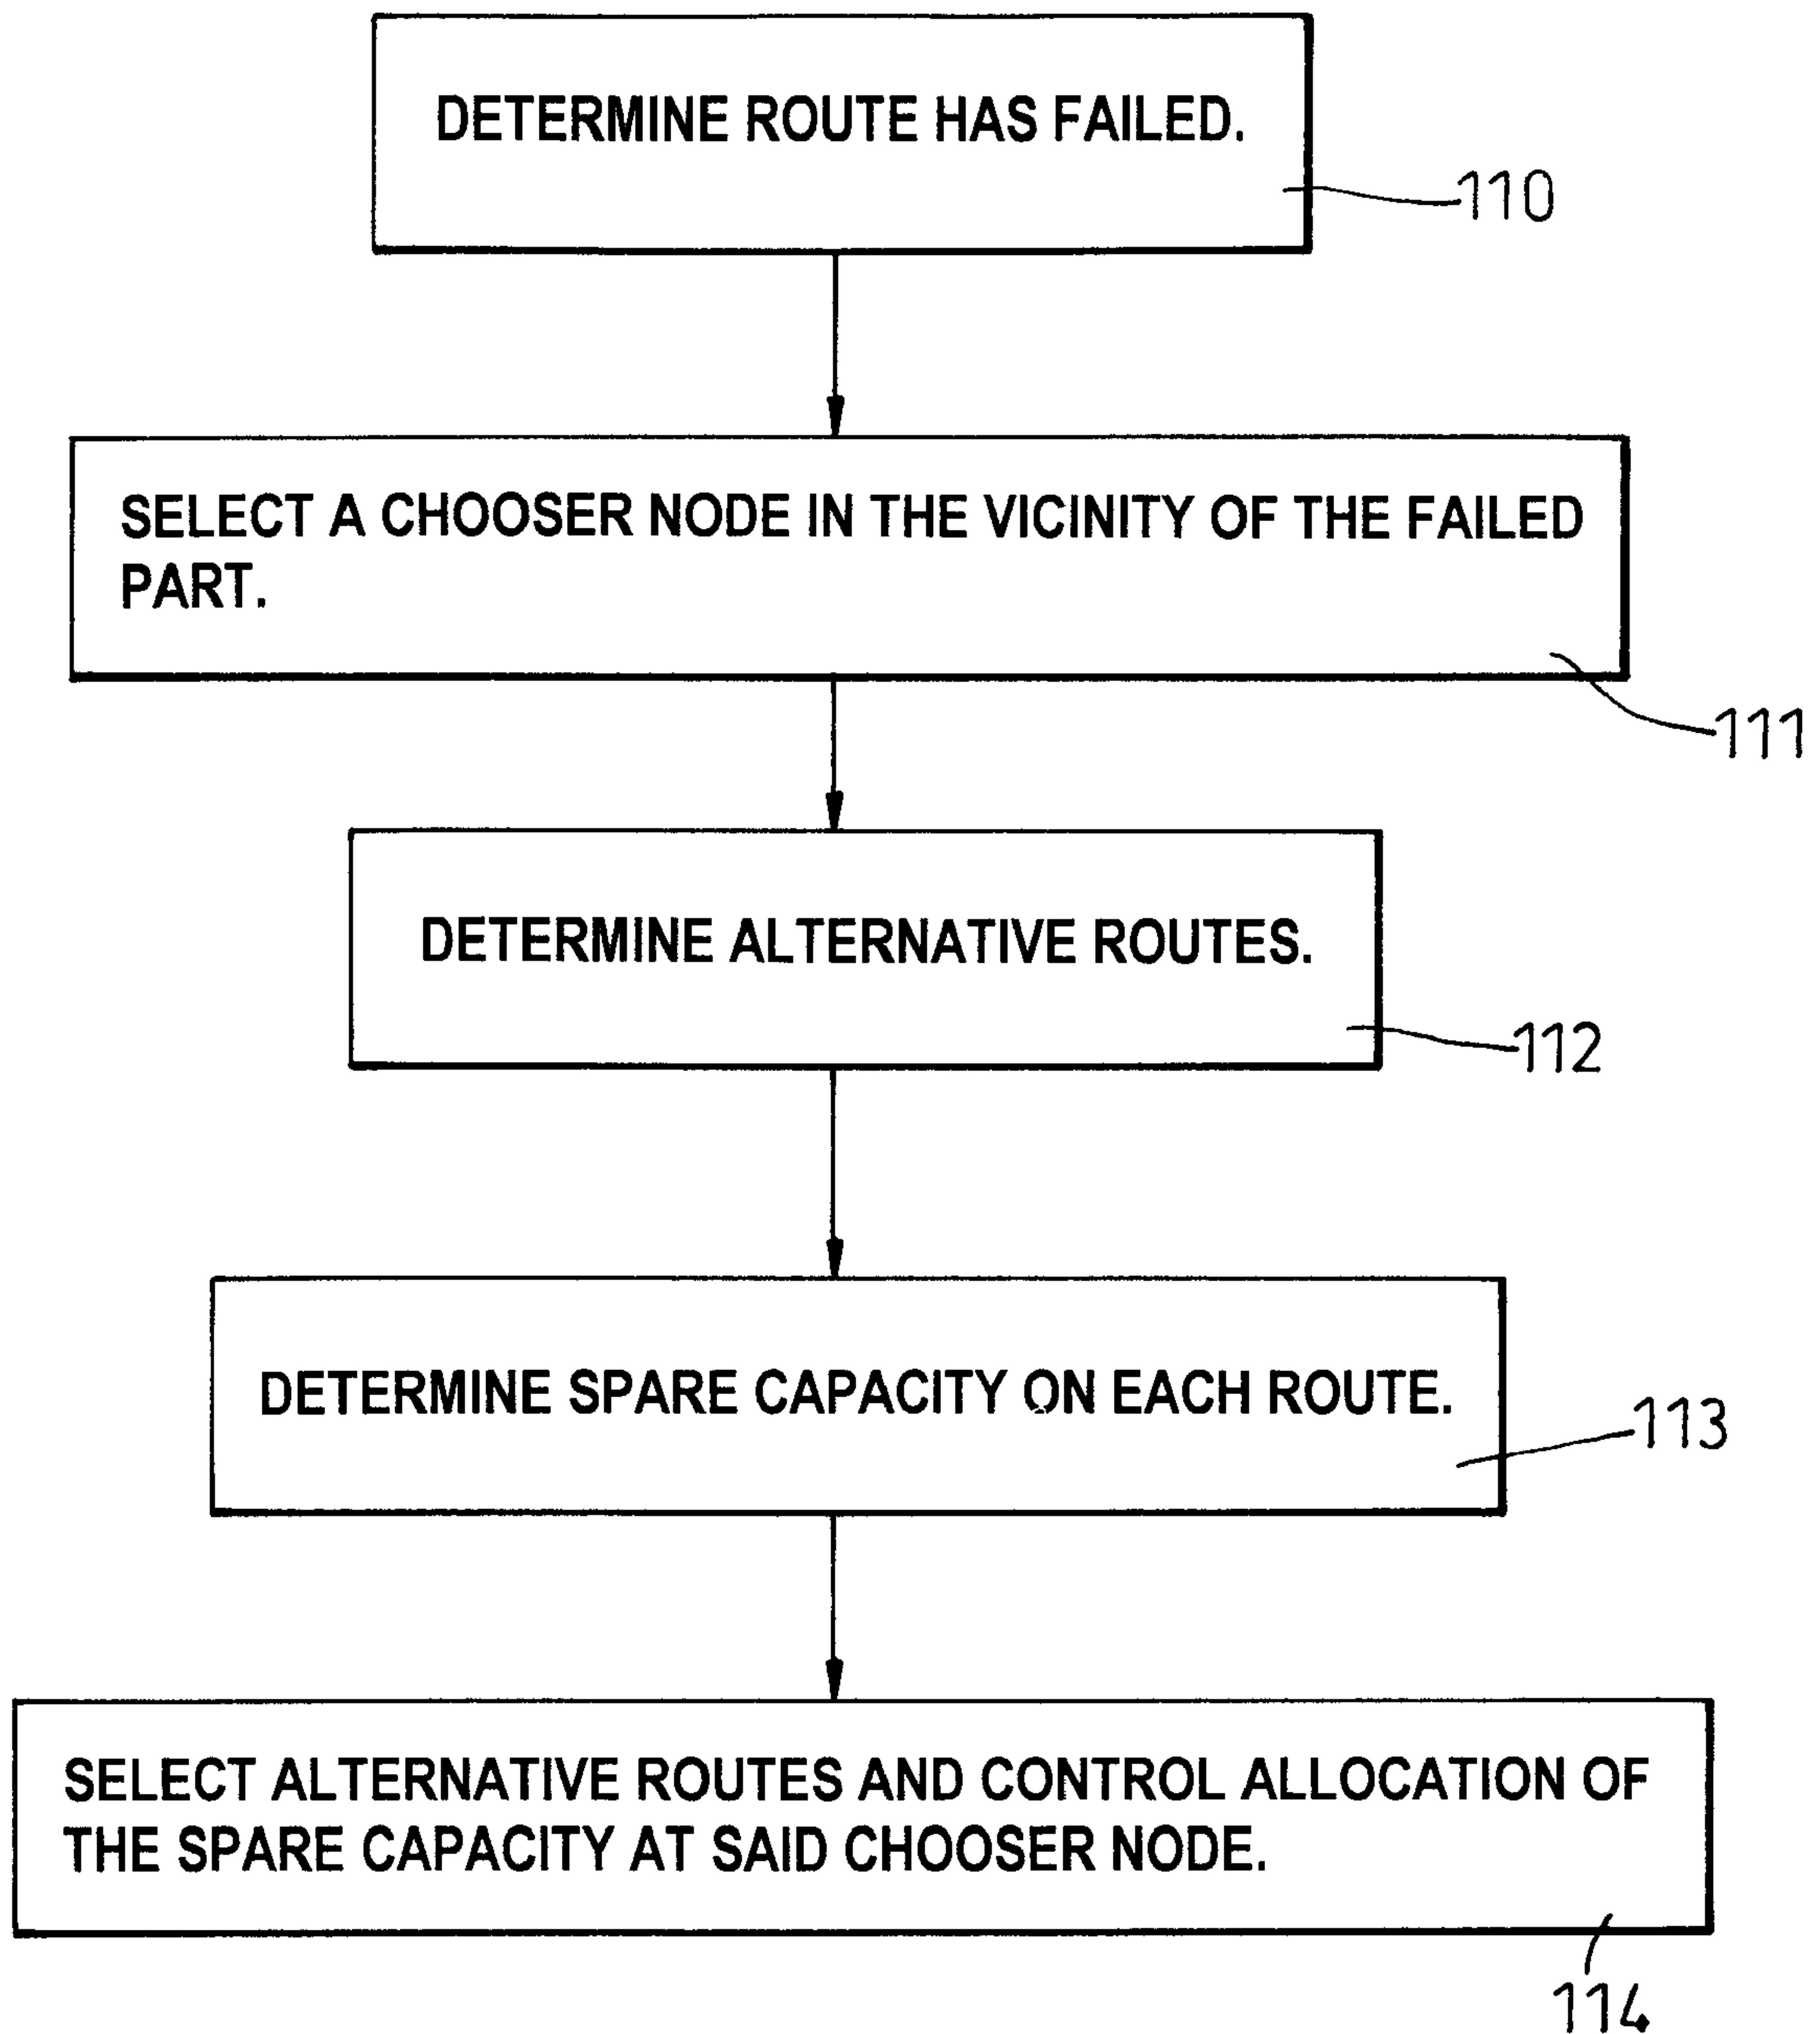 DETERMINE ROUTE HAS FAILED.
110
SELECT A CHOOSER NODE IN THE VICINITY OF THE FAILED
PART.
111
DETERMINE ALTERNATIVE ROUTES.
112
DETERMINE SPARE CAPACITY ON EACH ROUTE.
113
SELECT ALTERNATIVE ROUTES AND CONTROL ALLOCATION OF
THE SPARE CAPACITY AT SAID CHOOSER NODE.
114